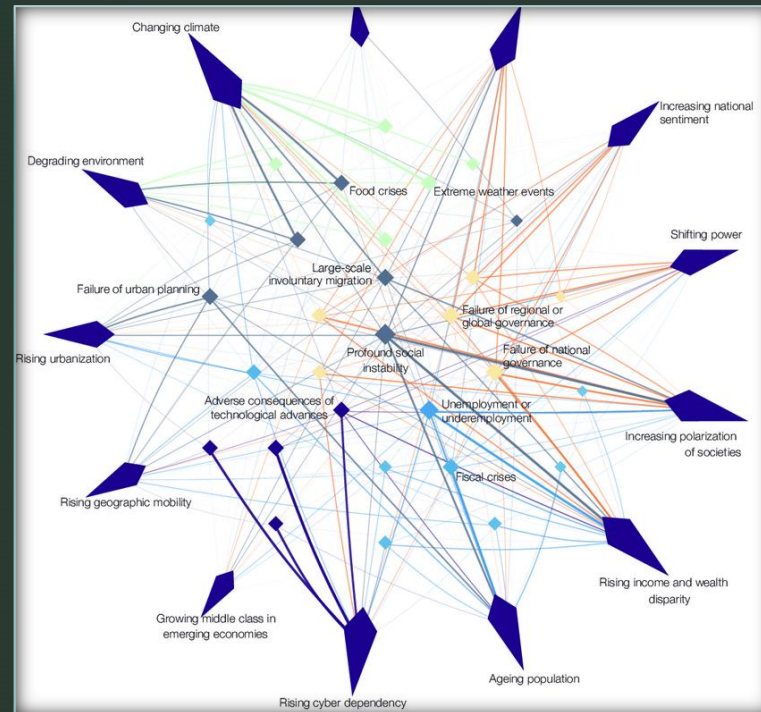 Changing climate
Increasing national
sentiment
Degrading environment
Food crises
Extreme weather events
Shifting power
Large-scale
involuntary migration
Failure of urban planning
Failure of regional or
global governance
Rising urbanization
Profound social
instability
Failure of national
governance
Adverse consequences of
technological advances
Unemployment or
underemployment
Increasing polarization
of societies
Fiscal crises
Rising geographic mobility
Rising income and wealth
disparity
Growing middle class in
emerging economies
Ageing population
Rising cyber dependency